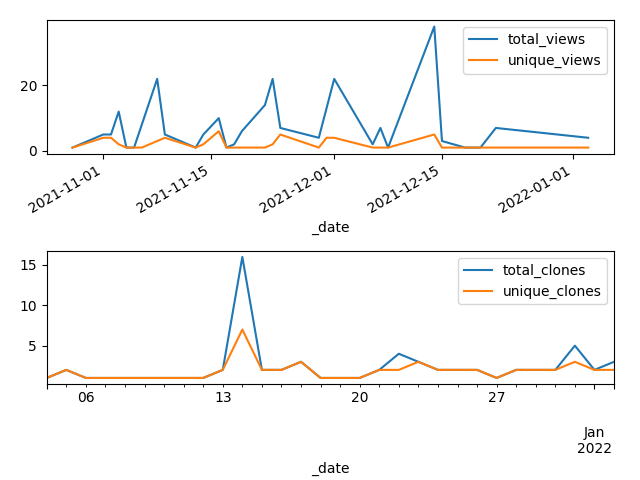 total_views
unique_views
20
0
2021-11-01
2021-11-15
2021-12-01
2021-12-15
2022-01-01
_date
total_clones
unique_clones
15
10
5
06
13
20
27
Jan
2022
_date